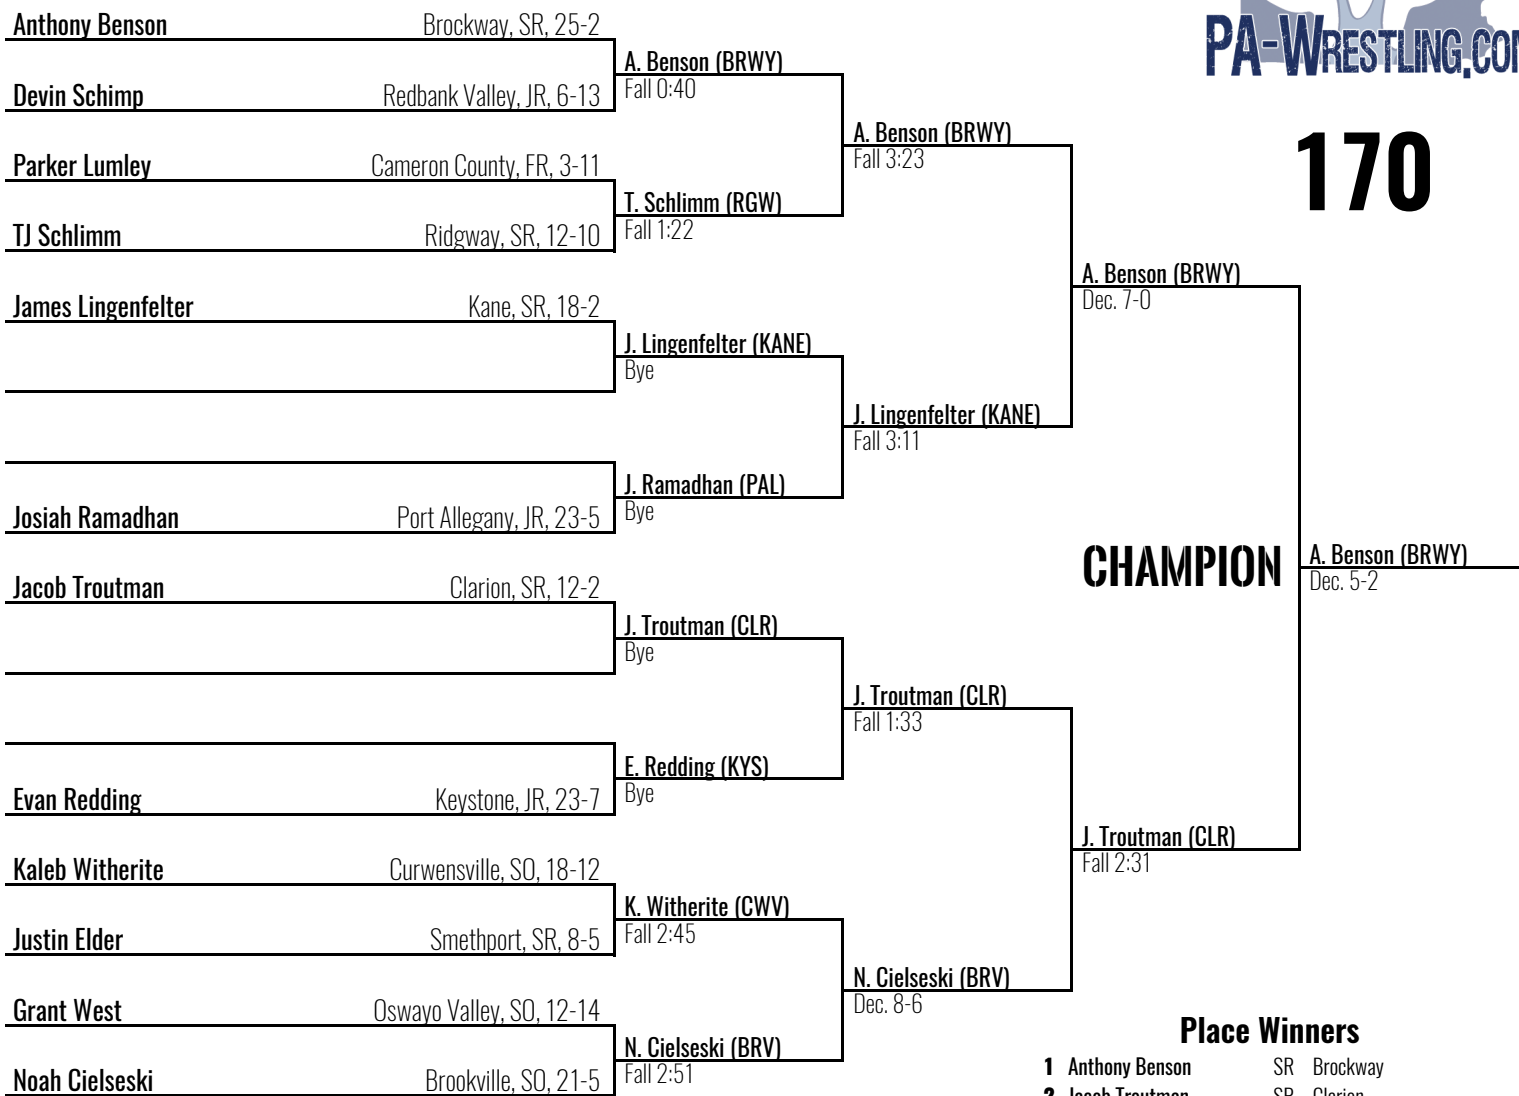 PA-WRESTLING.CO
170
Anthony Benson Brockway, SR, 25-2
Devin Schimp Redbank Valley, JR, 6-13
Parker Lumley Cameron County, FR, 3-11
TJ Schlimm Ridgway, SR, 12-10
James Lingenfelter Kane, SR, 18-2
Josiah Ramadhan Port Allegany, JR, 23-5
Jacob Troutman Clarion, SR, 12-2
Evan Redding Keystone, JR, 23-7
Kaleb Witherite Curwensville, SO, 18-12
Justin Elder Smethport, SR, 8-5
Grant West Oswayo Valley, SO, 12-14
Noah Cielseski Brookville, SO, 21-5
A. Benson (BRWY)
Fall 0:40
T. Schlimm (RGW)
Fall 1:22
J. Lingenfelter (KANE)
Bye
J. Ramadhan (PAL)
Bye
J. Troutman (CLR)
Bye
E. Redding (KYS)
Bye
K. Witherite (CWV)
Fall 2:45
N. Cielseski (BRV)
Fall 2:51
A. Benson (BRWY)
Fall 3:23
J. Lingenfelter (KANE)
Fall 3:11
J. Troutman (CLR)
Fall 1:33
N. Cielseski (BRV)
Dec. 8-6
A. Benson (BRWY)
Dec. 7-0
J. Troutman (CLR)
Fall 2:31
CHAMPION
A. Benson (BRWY)
Dec. 5-2
Place Winners
1 Anthony Benson SR Brockway
2 Jacob Troutman SR Clarion